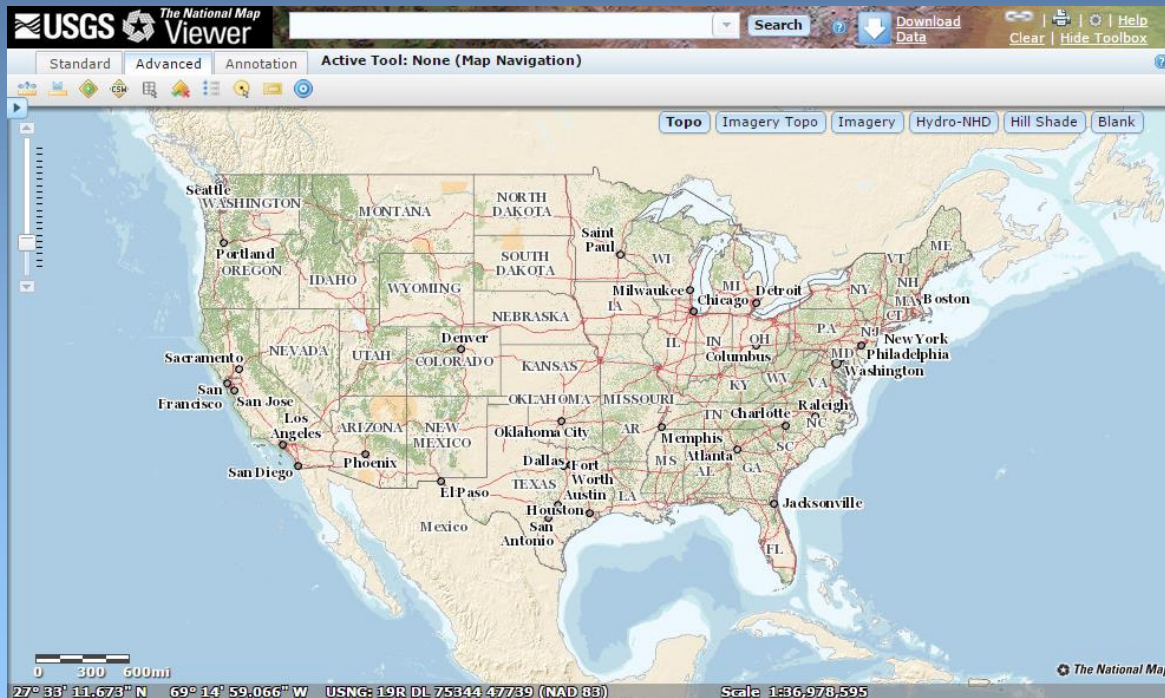 USGS The National Map Viewer
Search
Download Data
| Help
Clear | Hide Toolbox
Standard Advanced Annotation Active Tool: None (Map Navigation)
CSW
Topo Imagery Topo Imagery Hydro-NHD Hill Shade Blank
Seattle
WASHINGTON
MONTANA
NORTH DAKOTA
Saint Paul
Portland
OREGON
IDAHO
WYOMING
SOUTH DAKOTA
WI
MI
ME
VT
NH
NY
MA
Boston
CT
Milwaukee
Chicago
Detroit
IA
NEBRASKA
IL
IN
OH
PA
NJ
New York
Philadelphia
Columbus
MD
Washington
Sacramento
NEVADA
UTAH
Denver
COLORADO
KANSAS
KY
WV
VA
San Francisco
San Jose
OKLAHOMA
MISSOURI
TN
Charlotte
Raleigh
NC
Los Angeles
ARIZONA
NEW MEXICO
Oklahoma City
AR
Memphis
SC
San Diego
Phoenix
Dallas
Fort Worth
MS
Atlanta
AL
GA
El Paso
TEXAS
Austin
LA
Houston
Jacksonville
Mexico
San Antonio
FL
0 300 600mi
The National Map
27° 33' 11.673" N 69° 14' 59.066" W USNG: 19R DL 75344 47739 (NAD 83) Scale 1:36,978,595